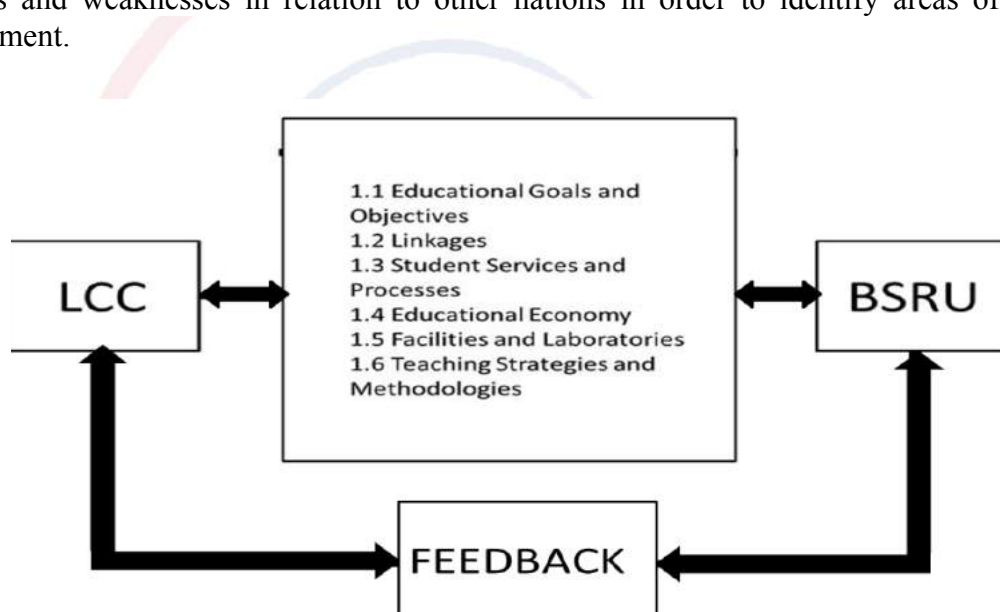 and weaknesses in relation to other nations in order to identify areas of
1.1 Educational Goals and
Objectives
1.2 Linkages
1.3 Student Services and
Processes
1.4 Educational Economy
1.5 Facilities and Laboratories
1.6 Teaching Strategies and
Methodologies
LCC
BSRU
FEEDBACK